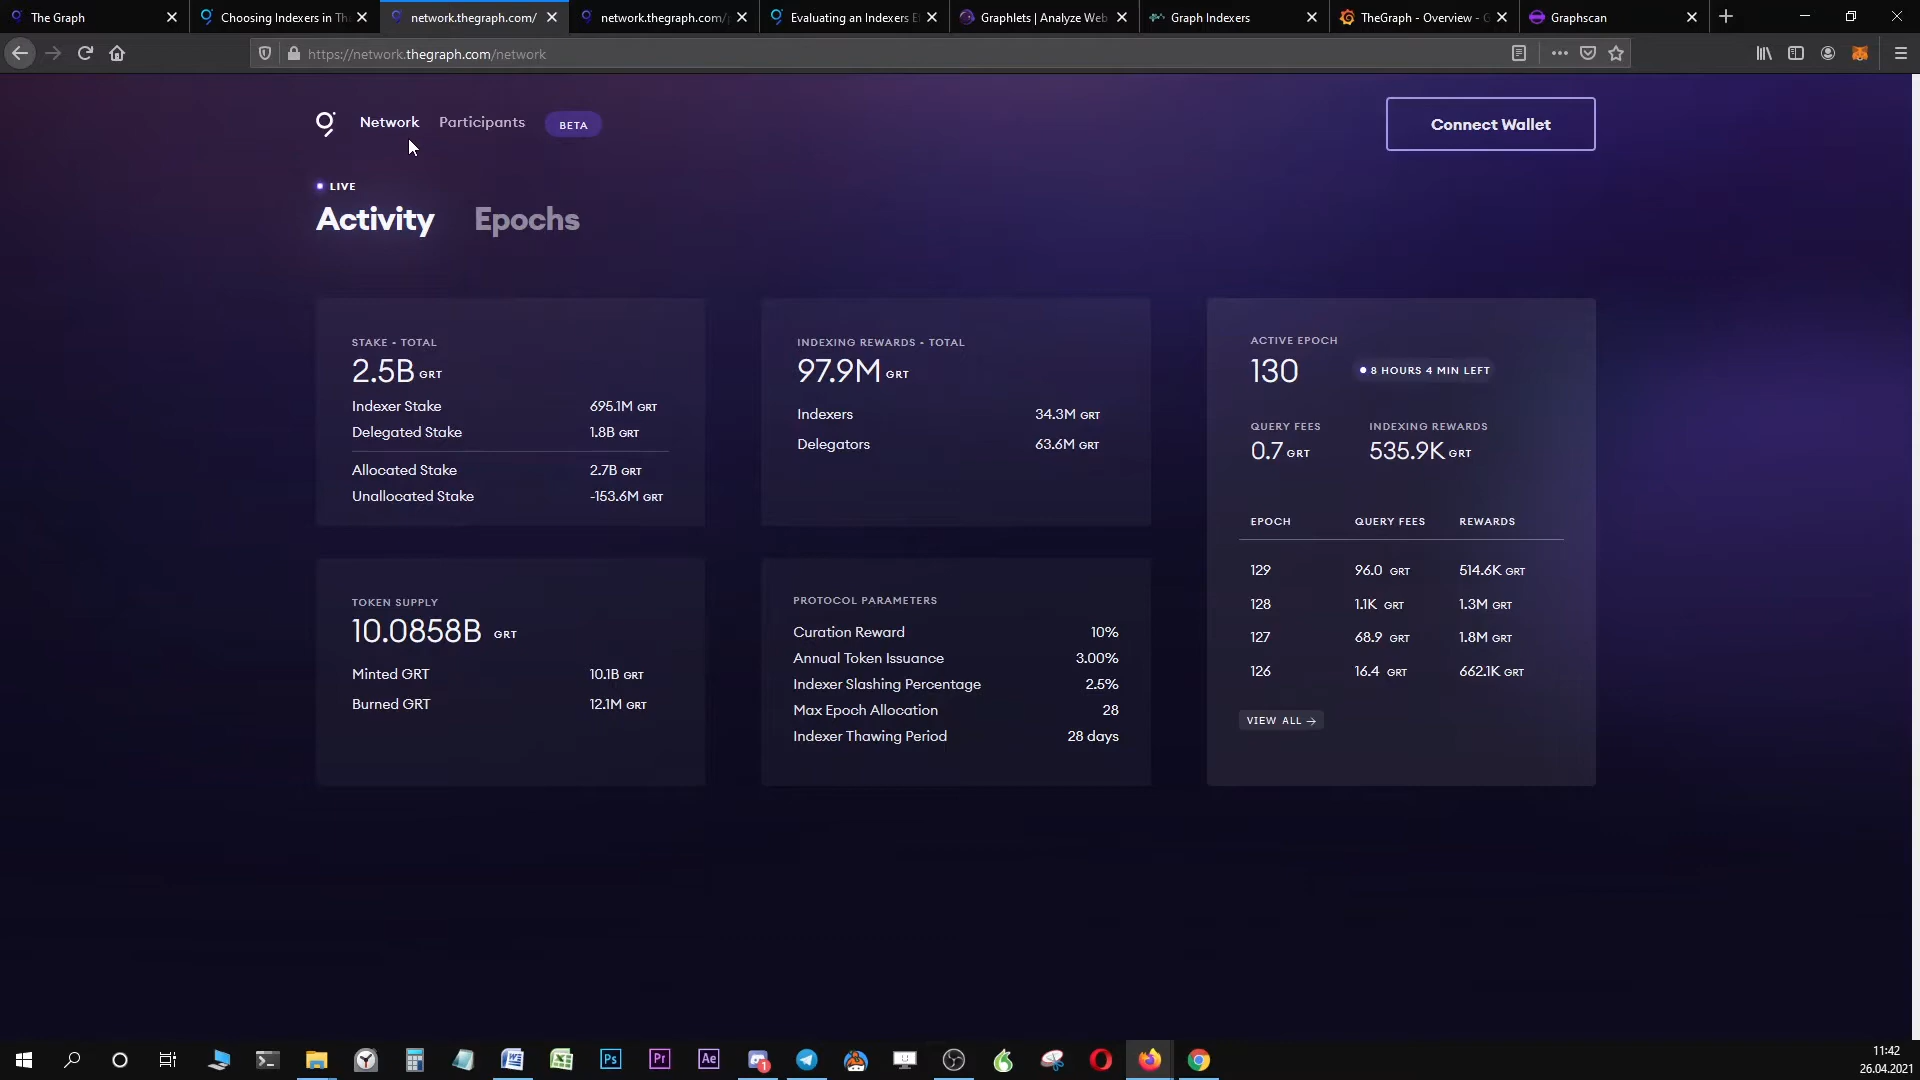 The Graph
Choosing Indexers in Th
network.thegraph.com/
network.thegraph.com/p
Evaluating an Indexers E
Graphlets | Analyze Web
Graph Indexers
TheGraph - Overview - G
Graphscan
https://network.thegraph.com/network
Network
Participants
BETA
Connect Wallet
LIVE
Activity
Epochs
STAKE - TOTAL
2.5B GRT
Indexer Stake 695.1M GRT
Delegated Stake 1.8B GRT
Allocated Stake 2.7B GRT
Unallocated Stake -153.6M GRT
INDEXING REWARDS - TOTAL
97.9M GRT
Indexers 34.3M GRT
Delegators 63.6M GRT
ACTIVE EPOCH
130
8 HOURS 4 MIN LEFT
QUERY FEES INDEXING REWARDS
0.7 GRT 535.9K GRT
EPOCH QUERY FEES REWARDS
129 96.0 GRT 514.6K GRT
128 1.1K GRT 1.3M GRT
127 68.9 GRT 1.8M GRT
126 16.4 GRT 662.1K GRT
VIEW ALL →
TOKEN SUPPLY
10.0858B GRT
Minted GRT 10.1B GRT
Burned GRT 12.1M GRT
PROTOCOL PARAMETERS
Curation Reward 10%
Annual Token Issuance 3.00%
Indexer Slashing Percentage 2.5%
Max Epoch Allocation 28
Indexer Thawing Period 28 days
Ps
Pr
Ae
1
11:42
26.04.2021